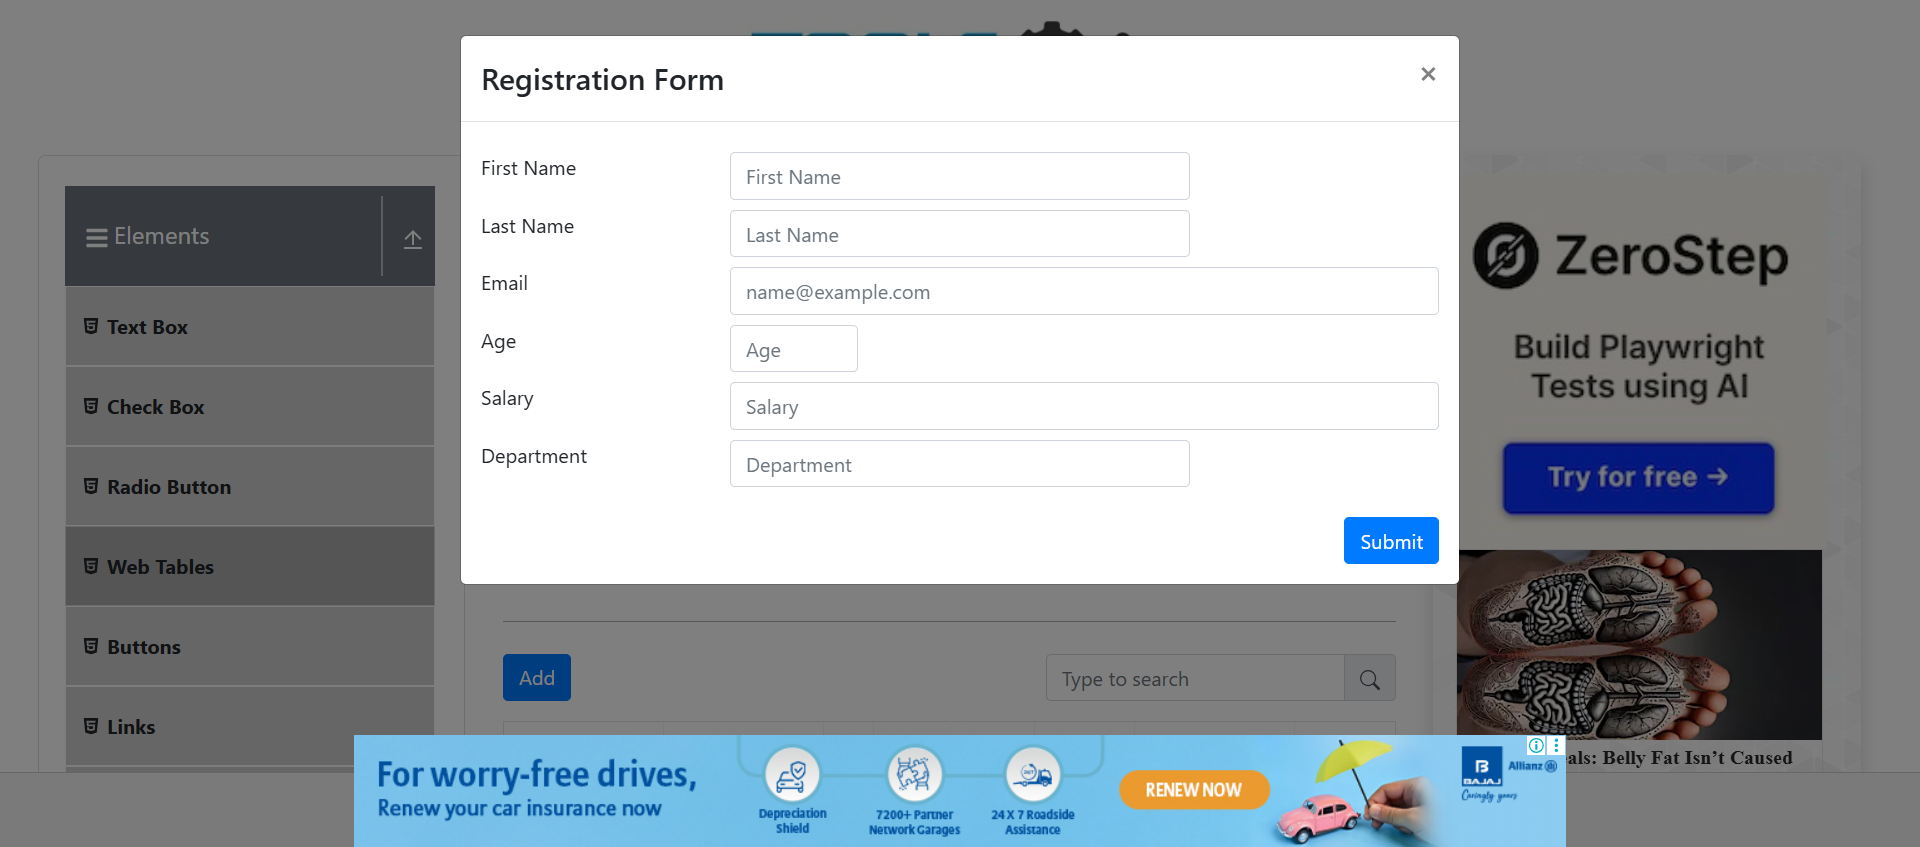 Registration Form
×
First Name
First Name
Last Name
Last Name
Email
name@example.com
Age
Age
Salary
Salary
Department
Department
Submit
Elements
Text Box
Check Box
Radio Button
Web Tables
Buttons
Links
Add
Type to search
ZeroStep
Build Playwright
Tests using AI
Try for free →
als: Belly Fat Isn’t Caused
For worry-free drives,
Renew your car insurance now
Depreciation
Shield
7200+ Partner
Network Garages
24 X 7 Roadside
Assistance
RENEW NOW
B
BAJAJ
Allianz
Caringly yours